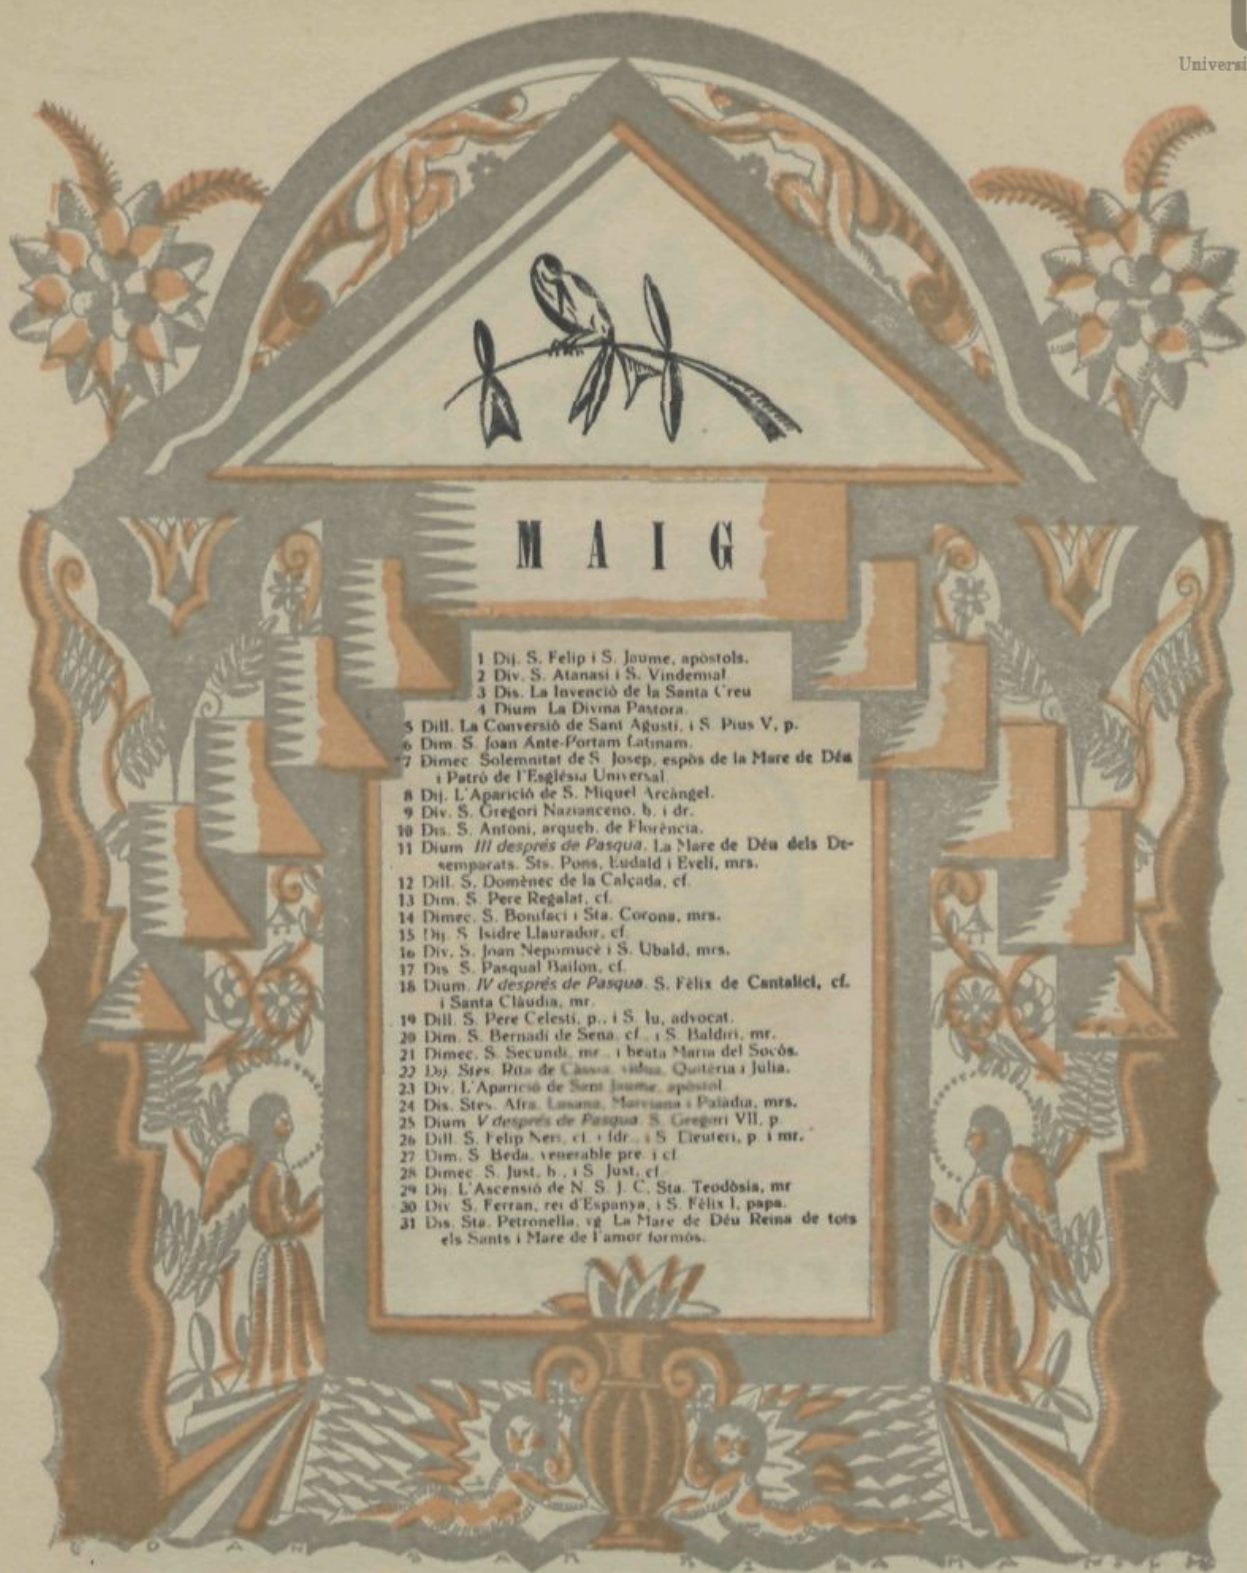 Universi
MAIG
1 Dij. S. Felip i S. Jaume, apòstols.
2 Div. S. Atanasi i S. Vindemial
3 Dis. La Invenció de la Santa Creu
4 Dium La Divina Pastora.
5 Dill. La Conversió de Sant Agustí, i S. Pius V, p.
6 Dim. S. Joan Ante-Portam Latinam.
7 Dimec. Solemnitat de S. Josep, espòs de la Mare de Déu
i Patró de l'Església Universal.
8 Dij. L'Aparició de S. Miquel Arcàngel.
9 Div. S. Gregori Nazianceno, b. i dr.
10 Dis. S. Antoni, arqueb. de Florència.
11 Dium III després de Pasqua. La Mare de Déu dels De-
semparats. Sts. Pons, Eudald i Evelí, mrs.
12 Dill. S. Domènec de la Calçada, cf.
13 Dim. S. Pere Regalat, cf.
14 Dimec. S. Bonifaci i Sta. Corona, mrs.
15 Dij. S. Isidre Llaurador, cf.
16 Div. S. Joan Nepomucè i S. Ubald, mrs.
17 Dis S. Pasqual Bailon, cf.
18 Dium. IV després de Pasqua. S. Fèlix de Cantalici, cf.
i Santa Clàudia, mr.
19 Dill. S. Pere Celestí, p., i S. Iu, advocat.
20 Dim. S. Bernadí de Sena, cf., i S. Baldiri, mr.
21 Dimec. S. Secundí, mr., i beata Maria del Socós.
22 Dij. Stes. Rita de Càssia, vídua, Quitèria i Júlia.
23 Div. L'Aparició de Sant Jaume, apòstol
24 Dis. Stes. Afra, Susana, Marciana i Paladia, mrs.
25 Dium V després de Pasqua. S. Gregori VII, p.
26 Dill. S. Felip Neri, cf. i fdr., i S. Eleuteri, p. i mr.
27 Dim. S. Beda, venerable pre. i cf
28 Dimec. S. Just, b., i S. Just, cf.
29 Dij. L'Ascensió de N. S. J. C, Sta. Teodòsia, mr
30 Div S. Ferran, rei d'Espanya, i S. Fèlix I, papa.
31 Dis. Sta. Petronella, vg La Mare de Déu Reina de tots
els Sants i Mare de l'amor formós.